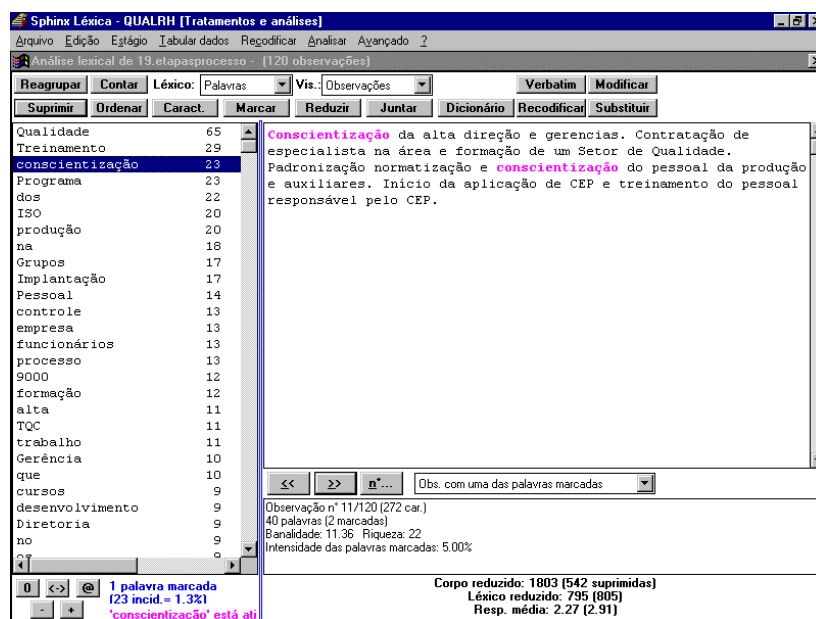 Sphinx Léxica - QUALRH [Tratamentos e análises]
Arquivo Edição Estágio Tabular dados Recodificar Analisar Avançado ?
Análise lexical de 19.etapasprocesso - (120 observações)
Reagrupar Contar Léxico: Palavras Vis.: Observações Verbatim Modificar
Suprimir Ordenar Caract. Marcar Reduzir Juntar Dicionário Recodificar Substituir
Qualidade 65
Treinamento 29
conscientização 23
Programa 23
dos 22
ISO 20
produção 20
na 18
Grupos 17
Implantação 17
Pessoal 14
controle 13
empresa 13
funcionários 13
processo 13
9000 12
formação 12
alta 11
TQC 11
trabalho 11
Gerência 10
que 10
cursos 9
desenvolvimento 9
Diretoria 9
no 9
Conscientização da alta direção e gerencias. Contratação de
especialista na área e formação de um Setor de Qualidade.
Padronização normatização e conscientização do pessoal da produção
e auxiliares. Início da aplicação de CEP e treinamento do pessoal
responsável pelo CEP.
<< >> n°... Obs. com uma das palavras marcadas
Observação n° 11/120 (272 car.)
40 palavras (2 marcadas)
Banalidade: 11.36 Riqueza: 22
Intensidade das palavras marcadas: 5.00%
0 <-> @ 1 palavra marcada
(23 incid.= 1.3%)
- + 'conscientização' está ati
Corpo reduzido: 1803 (542 suprimidas)
Léxico reduzido: 795 (805)
Resp. média: 2.27 (2.91)